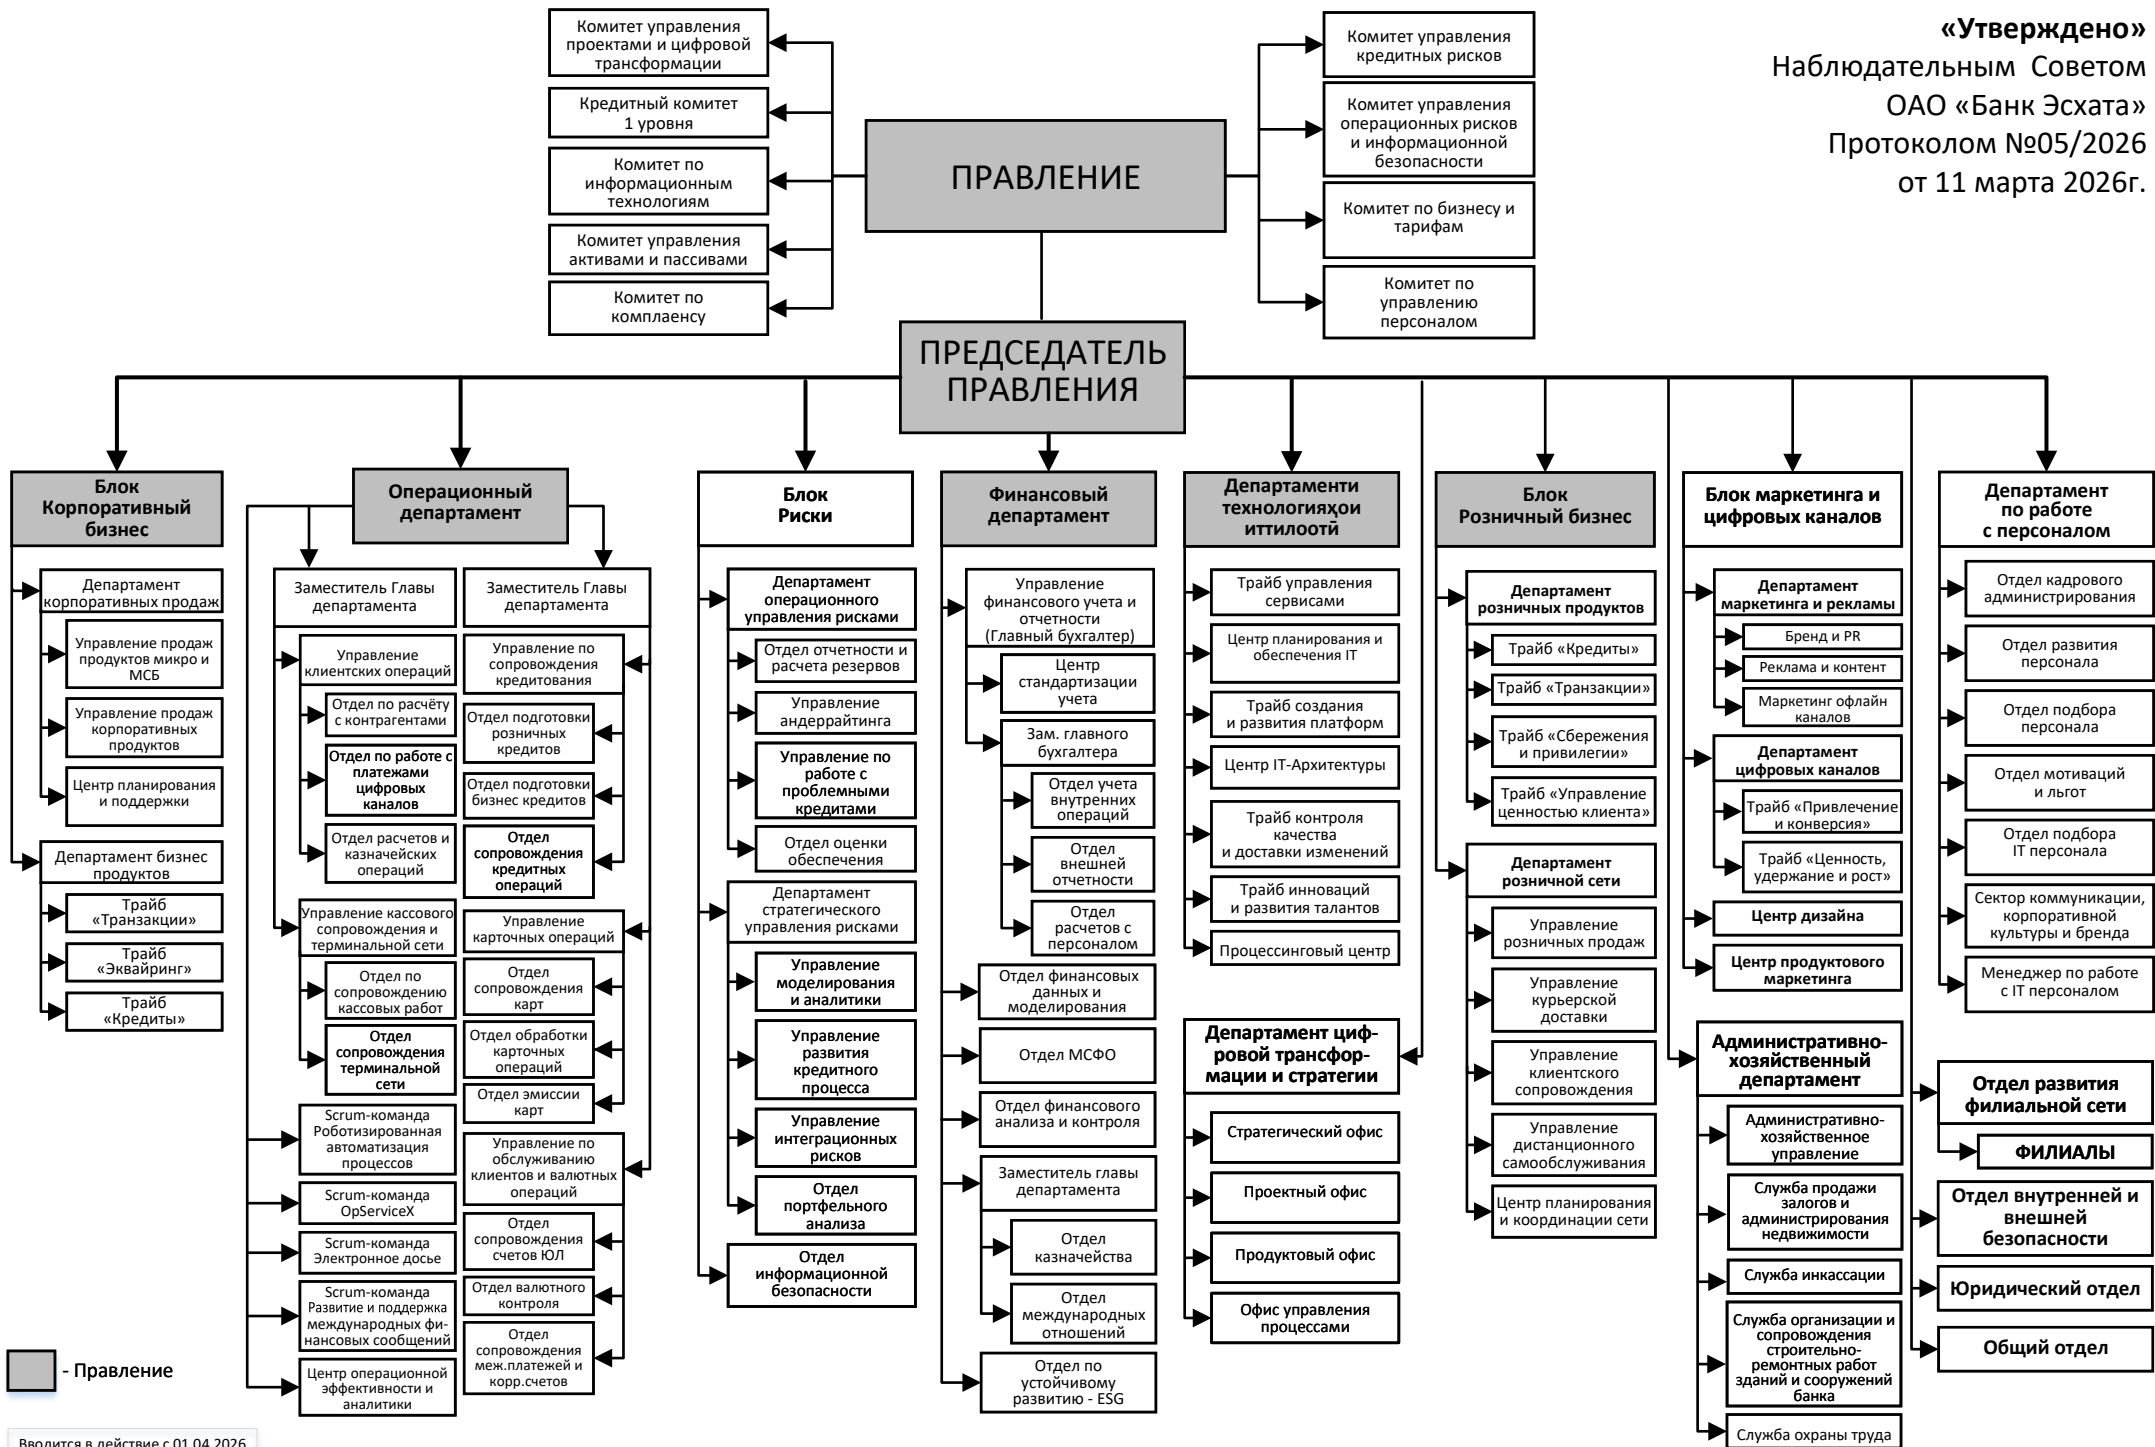 Комитет управления
проектами и цифровой
трансформации
Кредитный комитет
1 уровня
Комитет по
информационным
технологиям
Комитет управления
активами и пассивами
Комитет по
комплаенсу
ПРАВЛЕНИЕ
Комитет управления
кредитных рисков
Комитет управления
операционных рисков
и информационной
безопасности
Комитет по бизнесу и
тарифам
Комитет по
управлению
персоналом
«Утверждено»
Наблюдательным Советом
ОАО «Банк Эсхата»
Протоколом №05/2026
от 11 марта 2026г.
ПРЕДСЕДАТЕЛЬ
ПРАВЛЕНИЯ
Блок
Корпоративный
бизнес
Департамент
корпоративных продаж
Управление продаж
продуктов микро и
МСБ
Управление продаж
корпоративных
продуктов
Центр планирования
и поддержки
Департамент бизнес
продуктов
Трайб
«Транзакции»
Трайб
«Эквайринг»
Трайб
«Кредиты»
Операционный
департамент
Заместитель Главы
департамента
Управление
клиентских операций
Отдел по расчёту
с контрагентами
Отдел по работе с
платежами
цифровых
каналов
Отдел расчетов и
казначейских
операций
Управление кассового
сопровождения и
терминальной сети
Отдел по
сопровождению
кассовых работ
Отдел
сопровождения
терминальной
сети
Scrum-команда
Роботизированная
автоматизация
процессов
Scrum-команда
OpServiceX
Scrum-команда
Электронное досье
Scrum-команда
Развитие и поддержка
международных фи-
нансовых сообщений
Центр операционной
эффективности и
аналитики
Заместитель Главы
департамента
Управление по
сопровождения
кредитования
Отдел подготовки
розничных
кредитов
Отдел подготовки
бизнес кредитов
Отдел
сопровождения
кредитных
операций
Управление
карточных операций
Отдел
сопровождения
карт
Отдел обработки
карточных
операций
Отдел эмиссии
карт
Управление по
обслуживанию
клиентов и валютных
операций
Отдел
сопровождения
счетов ЮЛ
Отдел валютного
контроля
Отдел
сопровождения
меж.платежей и
корр.счетов
Блок
Риски
Департамент
операционного
управления рисками
Отдел отчетности и
расчета резервов
Управление
андеррайтинга
Управление по
работе с
проблемными
кредитами
Отдел оценки
обеспечения
Департамент
стратегического
управления рисками
Управление
моделирования
и аналитики
Управление
развития
кредитного
процесса
Управление
интеграционных
рисков
Отдел
портфельного
анализа
Отдел
информационной
безопасности
Финансовый
департамент
Управление
финансового учета и
отчетности
(Главный бухгалтер)
Центр
стандартизации
учета
Зам. главного
бухгалтера
Отдел учета
внутренних
операций
Отдел
внешней
отчетности
Отдел
расчетов с
персоналом
Отдел финансовых
данных и
моделирования
Отдел МСФО
Отдел финансового
анализа и контроля
Заместитель главы
департамента
Отдел
казначейства
Отдел
международных
отношений
Отдел по
устойчивому
развитию - ESG
Департаменти
технологияҳои
иттилоотӣ
Трайб управления
сервисами
Центр планирования и
обеспечения IT
Трайб создания
и развития платформ
Центр IT-Архитектуры
Трайб контроля
качества
и доставки изменений
Трайб инноваций
и развития талантов
Процессинговый центр
Департамент циф-
ровой трансфор-
мации и стратегии
Стратегический офис
Проектный офис
Продуктовый офис
Офис управления
процессами
Блок
Розничный бизнес
Департамент
розничных продуктов
Трайб «Кредиты»
Трайб «Транзакции»
Трайб «Сбережения
и привилегии»
Трайб «Управление
ценностью клиента»
Департамент
розничной сети
Управление
розничных продаж
Управление
курьерской
доставки
Управление
клиентского
сопровождения
Управление
дистанционного
самообслуживания
Центр планирования
и координации сети
Блок маркетинга и
цифровых каналов
Департамент
маркетинга и рекламы
Бренд и PR
Реклама и контент
Маркетинг офлайн
каналов
Департамент
цифровых каналов
Трайб «Привлечение
и конверсия»
Трайб «Ценность,
удержание и рост»
Центр дизайна
Центр продуктового
маркетинга
Административно-
хозяйственный
департамент
Административно-
хозяйственное
управление
Служба продажи
залогов и
администрирования
недвижимости
Служба инкассации
Служба организации и
сопровождения
строительно-
ремонтных работ
зданий и сооружений
банка
Служба охраны труда
Департамент
по работе
с персоналом
Отдел кадрового
администрирования
Отдел развития
персонала
Отдел подбора
персонала
Отдел мотиваций
и льгот
Отдел подбора
IT персонала
Сектор коммуникации,
корпоративной
культуры и бренда
Менеджер по работе
с IT персоналом
Отдел развития
филиальной сети
ФИЛИАЛЫ
Отдел внутренней и
внешней
безопасности
Юридический отдел
Общий отдел
- Правление
Вводится в действие с 01.04.2026